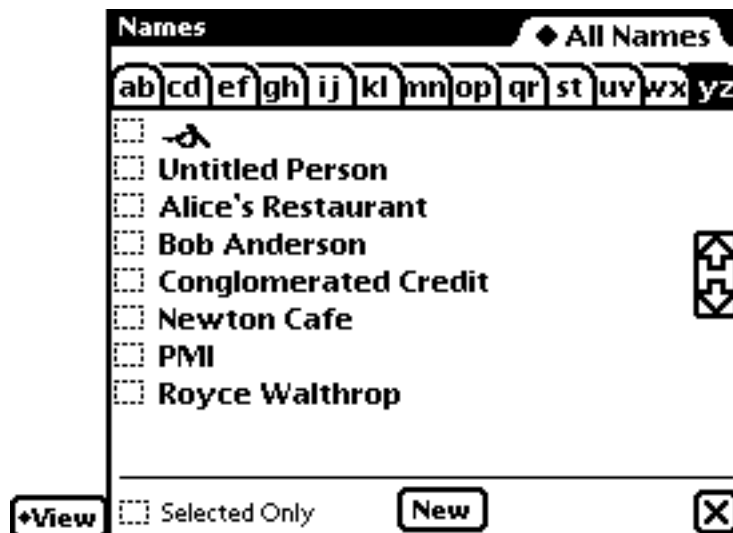 Names
◆ All Names
ab cd ef gh ij kl mn op qr st uv wx yz
Untitled Person
Alice's Restaurant
Bob Anderson
Conglomerated Credit
Newton Cafe
PMI
Royce Walthrop
◆View
Selected Only
New